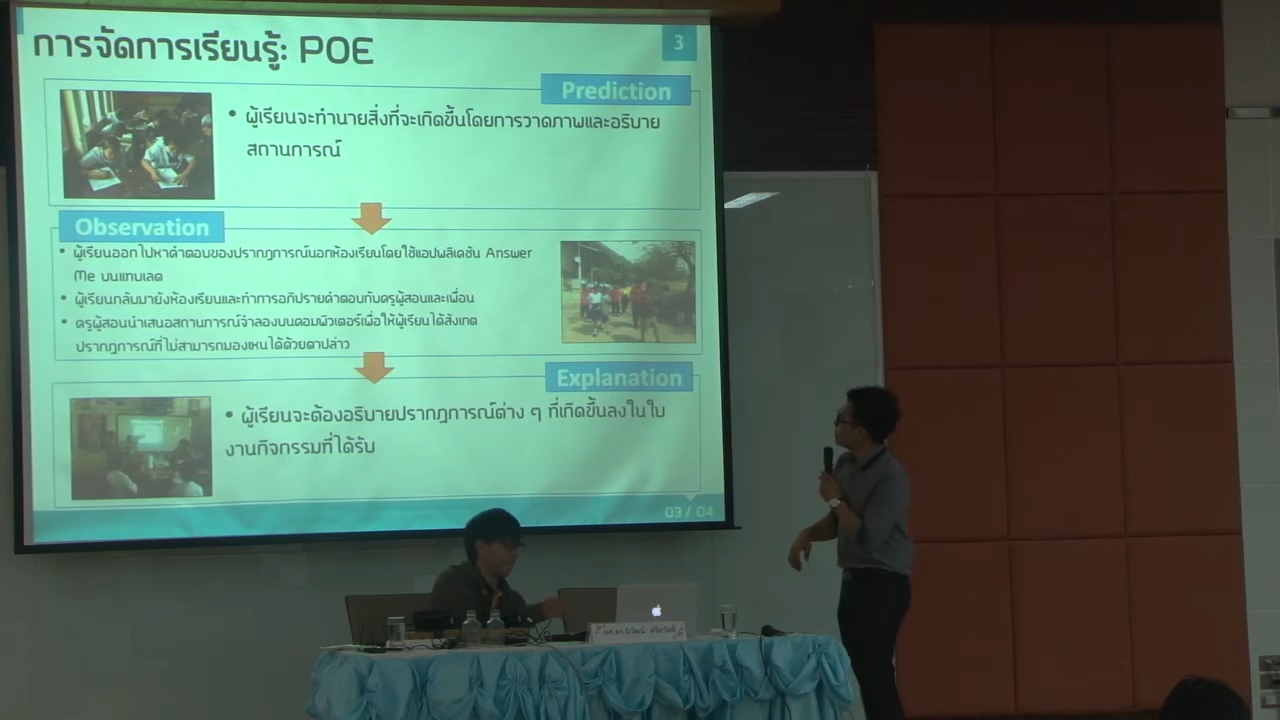 การจัดการเรียนรู้: POE
3
Prediction
• ผู้เรียนจะทำนายสิ่งที่จะเกิดขึ้นโดยการวาดภาพและอธิบาย
สถานการณ์
Observation
• ผู้เรียนออกไปหาคำตอบของปรากฎการณ์นอกห้องเรียนโดยใช้แอปพลิเคชัน Answer
Me บนแทบเลต
• ผู้เรียนกลับมายังห้องเรียนและทำการอภิปรายคำตอบกับครูผู้สอนและเพื่อน
• ครูผู้สอนนำเสนอสถานการณ์จำลองบนคอมพิวเตอร์เพื่อให้ผู้เรียนได้สังเกต
ปรากฎการณ์ที่ไม่สามารถมองเหนได้ด้วยตาปล่าว
Explanation
• ผู้เรียนจะต้องอธิบายปรากฎการณ์ต่าง ๆ ที่เกิดขึ้นลงในใบ
งานกิจกรรมที่ได้รับ
03 / 04